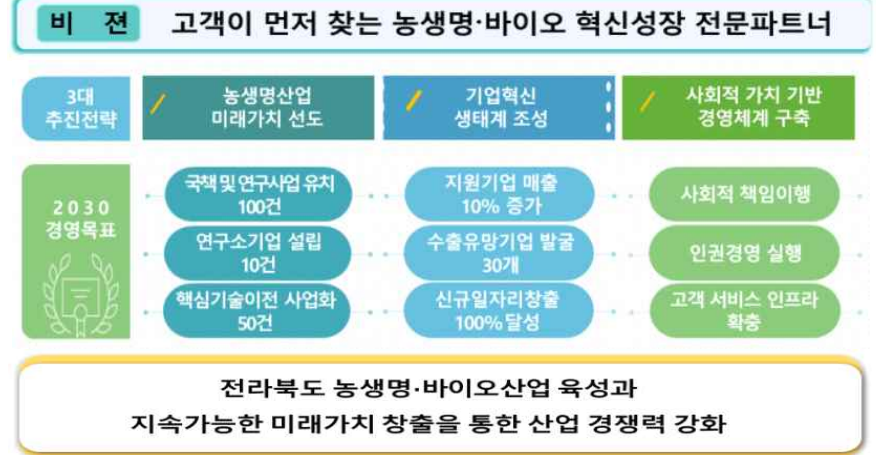 비 전 고객이 먼저 찾는 농생명·바이오 혁신성장 전문파트너
3대
추진전략
농생명산업
미래가치 선도
기업혁신
생태계 조성
사회적 가치 기반
경영체계 구축
2030
경영목표
국책 및 연구사업 유치
100건
지원기업 매출
10% 증가
사회적 책임이행
연구소기업 설립
10건
수출유망기업 발굴
30개
인권경영 실행
핵심기술이전 사업화
50건
신규일자리창출
100%달성
고객 서비스 인프라
확충
전라북도 농생명·바이오산업 육성과
지속가능한 미래가치 창출을 통한 산업 경쟁력 강화